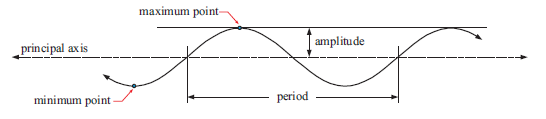 maximum point
amplitude
principal axis
minimum point
period